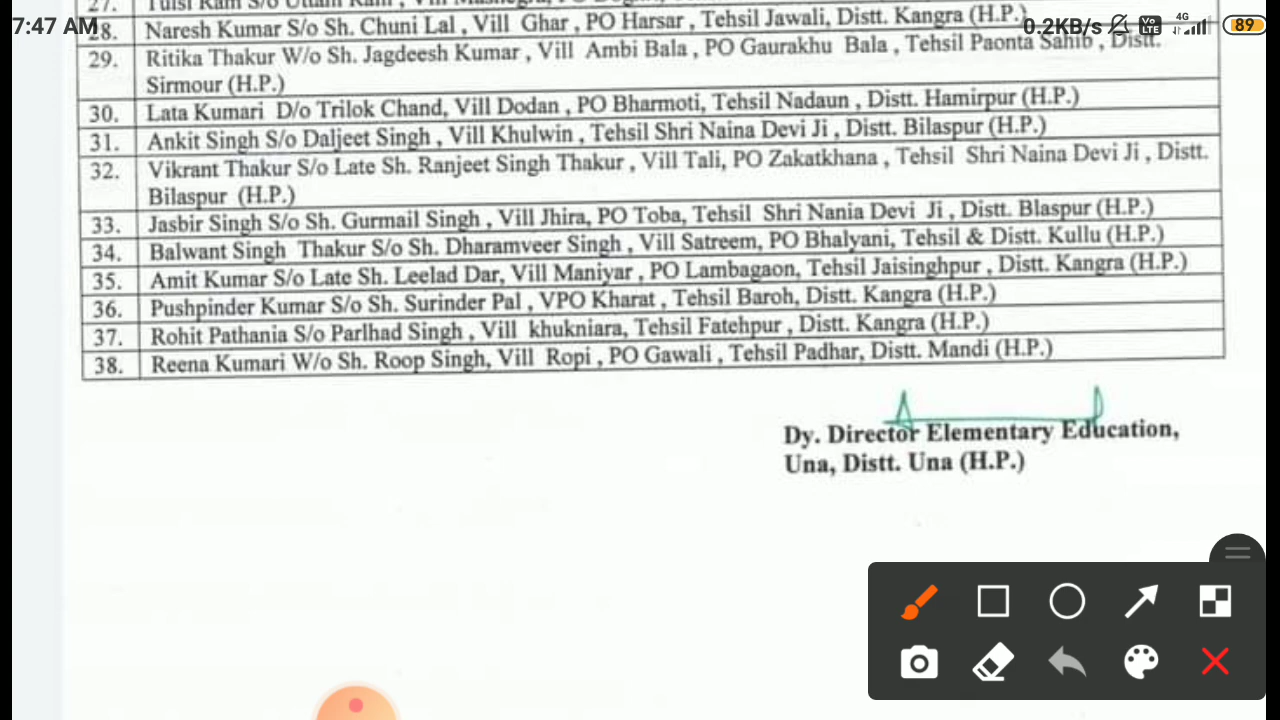 27. Tulsi Ram S/o Uttam Ram , Vill
7:47 AM
0.2KB/s Vo LTE 4G 89
28. Naresh Kumar S/o Sh. Chuni Lal , Vill Ghar , PO Harsar , Tehsil Jawali, Distt. Kangra (H.P.)
29. Ritika Thakur W/o Sh. Jagdeesh Kumar , Vill Ambi Bala , PO Gaurakhu Bala , Tehsil Paonta Sahib , Distt.
Sirmour (H.P.)
30. Lata Kumari D/o Trilok Chand, Vill Dodan , PO Bharmoti, Tehsil Nadaun , Distt. Hamirpur (H.P.)
31. Ankit Singh S/o Daljeet Singh , Vill Khulwin , Tehsil Shri Naina Devi Ji , Distt. Bilaspur (H.P.)
32. Vikrant Thakur S/o Late Sh. Ranjeet Singh Thakur , Vill Tali, PO Zakatkhana , Tehsil Shri Naina Devi Ji , Distt.
Bilaspur (H.P.)
33. Jasbir Singh S/o Sh. Gurmail Singh , Vill Jhira, PO Toba, Tehsil Shri Nania Devi Ji , Distt. Blaspur (H.P.)
34. Balwant Singh Thakur S/o Sh. Dharamveer Singh , Vill Satreem, PO Bhalyani, Tehsil & Distt. Kullu (H.P.)
35. Amit Kumar S/o Late Sh. Leelad Dar, Vill Maniyar , PO Lambagaon, Tehsil Jaisinghpur , Distt. Kangra (H.P.)
36. Pushpinder Kumar S/o Sh. Surinder Pal , VPO Kharat , Tehsil Baroh, Distt. Kangra (H.P.)
37. Rohit Pathania S/o Parlhad Singh , Vill khukniara, Tehsil Fatehpur , Distt. Kangra (H.P.)
38. Reena Kumari W/o Sh. Roop Singh, Vill Ropi , PO Gawali , Tehsil Padhar, Distt. Mandi (H.P.)
Dy. Director Elementary Education,
Una, Distt. Una (H.P.)